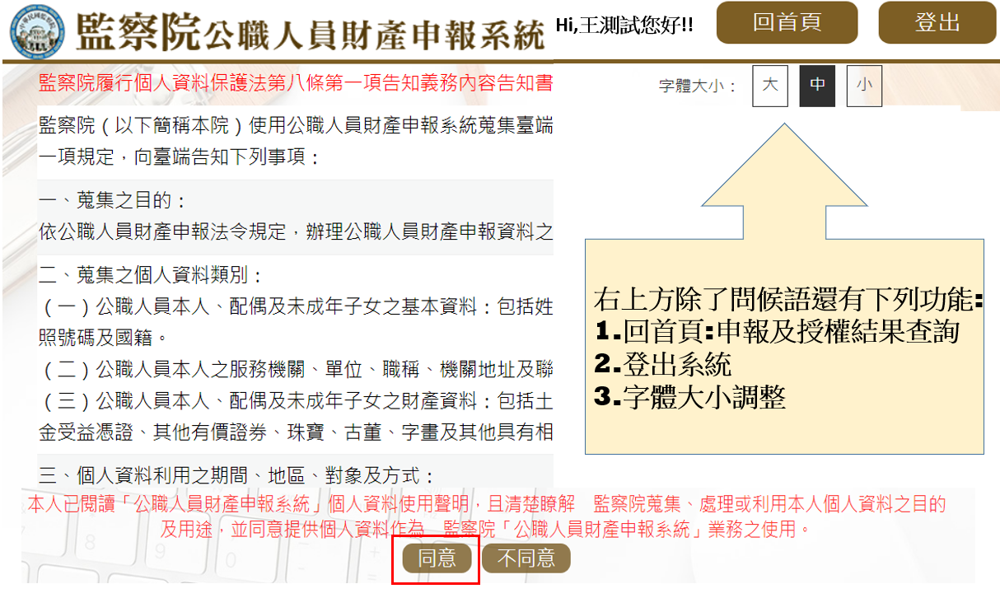 監察院公職人員財產申報系統
Hi,王測試您好!!
回首頁
登出
監察院履行個人資料保護法第八條第一項告知義務內容告知書
字體大小：
大
中
小
監察院（以下簡稱本院）使用公職人員財產申報系統蒐集臺端
一項規定，向臺端告知下列事項：
一、蒐集之目的：
依公職人員財產申報法令規定，辦理公職人員財產申報資料之
二、蒐集之個人資料類別：
（一）公職人員本人、配偶及未成年子女之基本資料：包括姓
照號碼及國籍。
（二）公職人員本人之服務機關、單位、職稱、機關地址及聯
（三）公職人員本人、配偶及未成年子女之財產資料：包括土
金受益憑證、其他有價證券、珠寶、古董、字畫及其他具有相
三、個人資料利用之期間、地區、對象及方式：
右上方除了問候語還有下列功能:
1.回首頁:申報及授權結果查詢
2.登出系統
3.字體大小調整
本人已閱讀「公職人員財產申報系統」個人資料使用聲明，且清楚瞭解　監察院蒐集、處理或利用本人個人資料之目的
及用途，並同意提供個人資料作為　監察院「公職人員財產申報系統」業務之使用。
同意
不同意